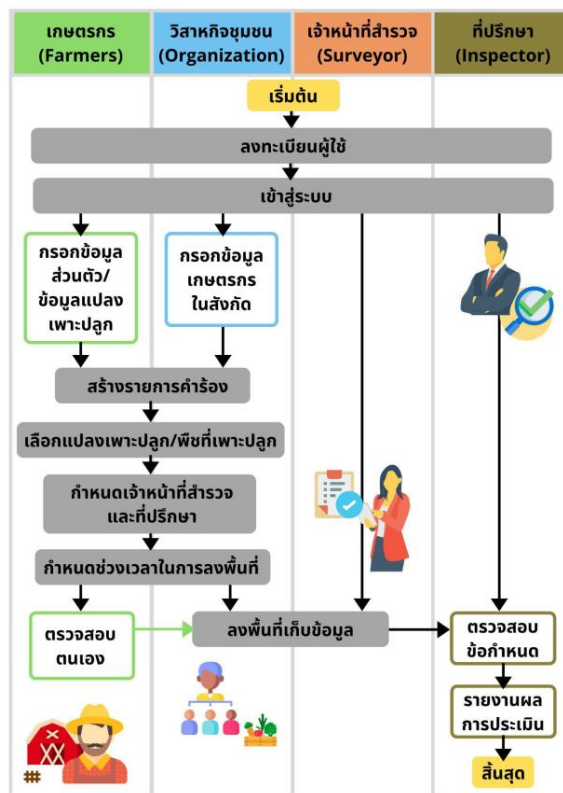 เกษตรกร
(Farmers)
วิสาหกิจชุมชน
(Organization)
เจ้าหน้าที่สำรวจ
(Surveyor)
ที่ปรึกษา
(Inspector)
เริ่มต้น
ลงทะเบียนผู้ใช้
เข้าสู่ระบบ
กรอกข้อมูล
ส่วนตัว/
ข้อมูลแปลง
เพาะปลูก
กรอกข้อมูล
เกษตรกร
ในสังกัด
สร้างรายการคำร้อง
เลือกแปลงเพาะปลูก/พืชที่เพาะปลูก
กำหนดเจ้าหน้าที่สำรวจ
และที่ปรึกษา
กำหนดช่วงเวลาในการลงพื้นที่
ตรวจสอบ
ตนเอง
ลงพื้นที่เก็บข้อมูล
ตรวจสอบ
ข้อกำหนด
รายงานผล
การประเมิน
สิ้นสุด